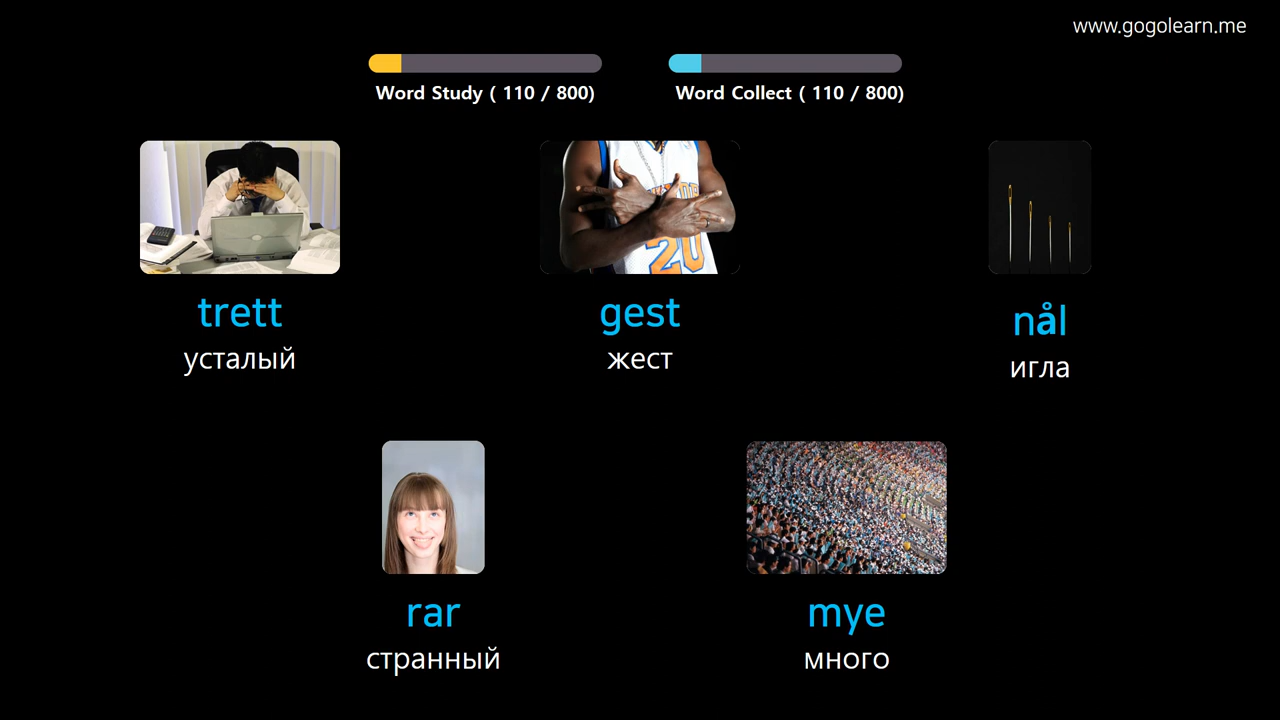 www.gogolearn.me
Word Study ( 110 / 800)
Word Collect ( 110 / 800)
trett
усталый
gest
жест
nål
игла
rar
странный
mye
много